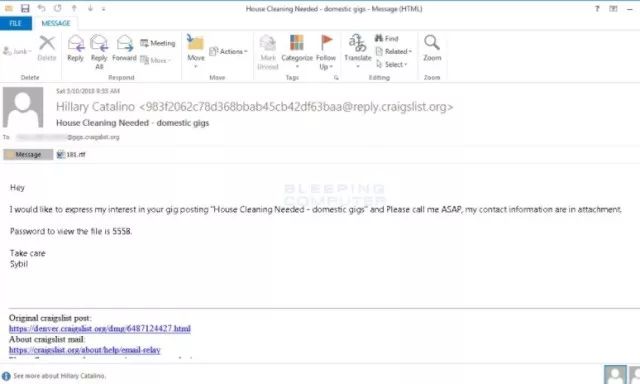 House Cleaning Needed - domestic gigs - Message (HTML)
FILE MESSAGE
Junk Delete
Reply Reply All Forward
Meeting
IM
More
Move
Actions
Mark Unread
Categorize
Follow Up
Translate
Find
Related
Select
Zoom
Delete Respond Move Tags Editing Zoom
Sat 3/10/2018 9:33 AM
Hillary Catalino <983f2062c78d368bbab45cb42df63baa@reply.craigslist.org>
House Cleaning Needed - domestic gigs
To @gigs.craigslist.org
Message 181.rtf
Hey
BLEEPING
COMPUTER
I would like to express my interest in your gig posting "House Cleaning Needed - domestic gigs" and Please call me ASAP, my contact information are in attachment.
Password to view the file is 5558.
Take care
Sybil
Original craigslist post:
https://denver.craigslist.org/dmg/6487124427.html
About craigslist mail:
https://craigslist.org/about/help/email-relay
See more about Hillary Catalino.